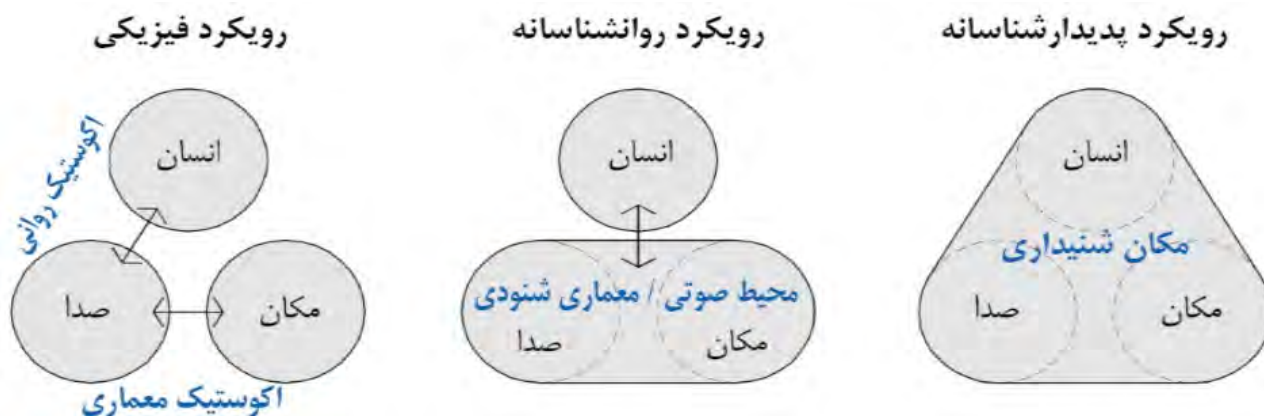 رویکرد پدیدارشناسانه
انسان
مکان شنیداری
مکان
صدا
رویکرد روانشناسانه
انسان
محیط صوتی / معماری شنودی
مکان
صدا
رویکرد فیزیکی
انسان
اکوستیک روانی
مکان
صدا
اکوستیک معماری